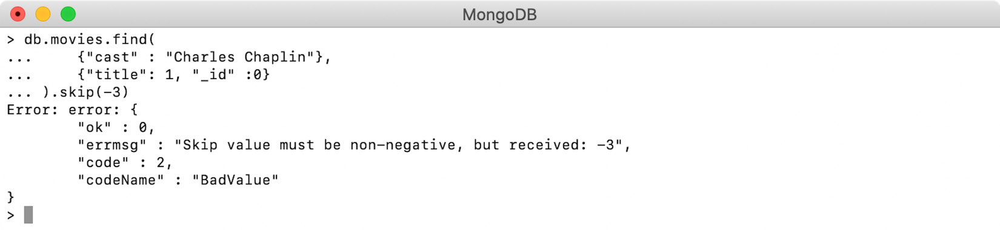 MongoDB
> db.movies.find(
...     {"cast" : "Charles Chaplin"},
...     {"title": 1, "_id" :0}
... ).skip(-3)
Error: error: {
        "ok" : 0,
        "errmsg" : "Skip value must be non-negative, but received: -3",
        "code" : 2,
        "codeName" : "BadValue"
}
>